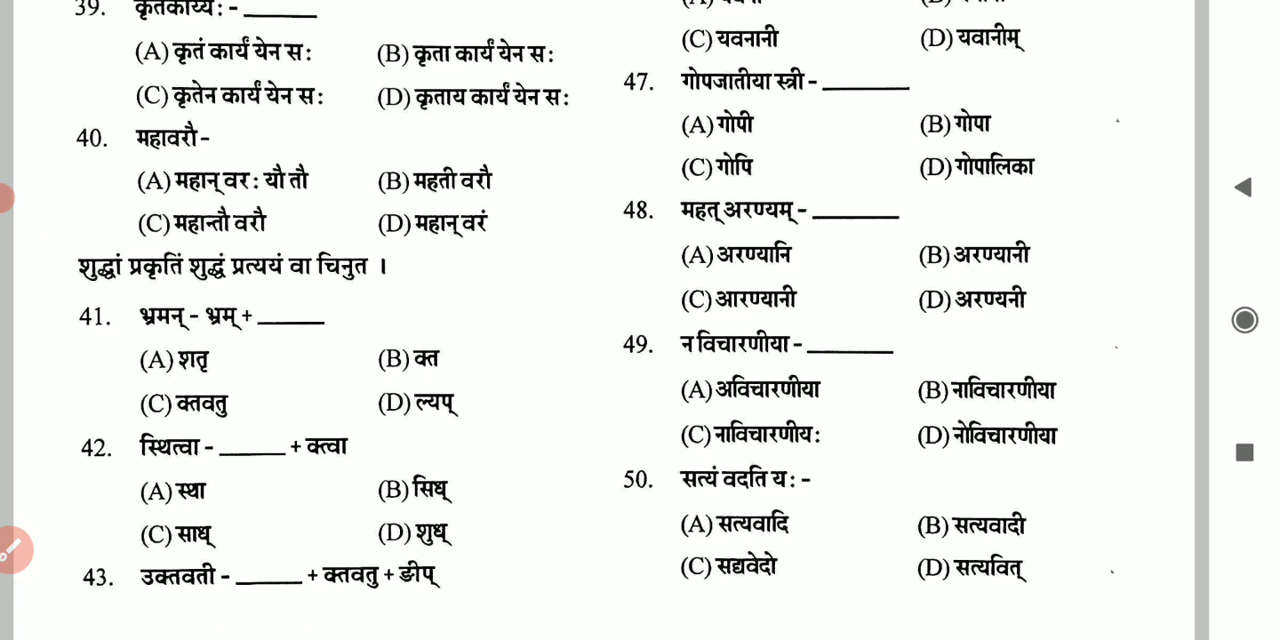 39. कृतकार्य्यः - ______
(A) कृतं कार्यं येन सः
(B) कृता कार्यं येन सः
(C) कृतेन कार्यं येन सः
(D) कृताय कार्यं येन सः
40. महावरौ -
(A) महान् वरः यौ तौ
(B) महती वरौ
(C) महान्तौ वरौ
(D) महान् वरं
शुद्धां प्रकृतिं शुद्धं प्रत्ययं वा चिनुत ।
41. भ्रमन् - भ्रम् + ______
(A) शतृ
(B) क्त
(C) क्तवतु
(D) ल्यप्
42. स्थित्वा - ______ + क्त्वा
(A) स्था
(B) सिध्
(C) साध्
(D) शुध्
43. उक्तवती - ______ + क्तवतु + ङीप्
(C) यवनानी
(D) यवानीम्
47. गोपजातीया स्त्री - ______
(A) गोपी
(B) गोपा
(C) गोपि
(D) गोपालिका
48. महत् अरण्यम् - ______
(A) अरण्यानि
(B) अरण्यानी
(C) आरण्यानी
(D) अरण्यनी
49. न विचारणीया - ______
(A) अविचारणीया
(B) नाविचारणीया
(C) नाविचारणीयः
(D) नोविचारणीया
50. सत्यं वदति यः -
(A) सत्यवादि
(B) सत्यवादी
(C) सद्यवेदो
(D) सत्यवित्